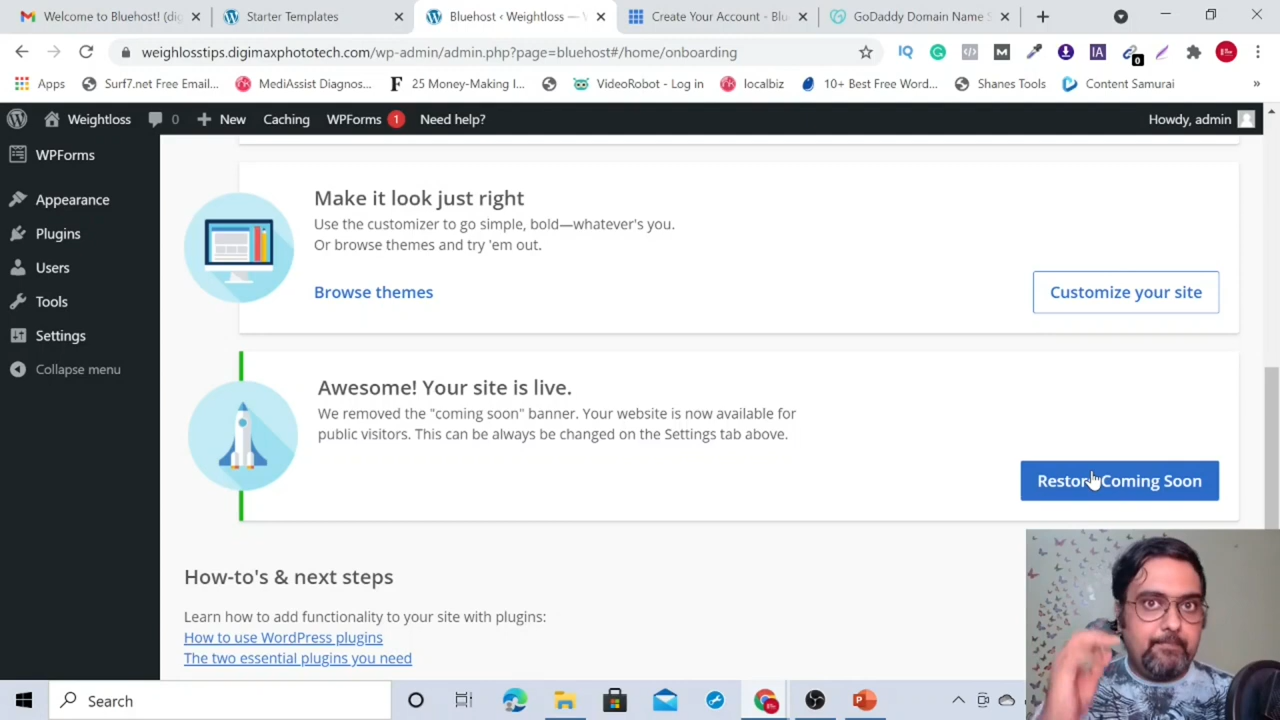 Welcome to Bluehost! (dig
Starter Templates
Bluehost ‹ Weightloss —
Create Your Account - Blu
GoDaddy Domain Name S
weighlosstips.digimaxphototech.com/wp-admin/admin.php?page=bluehost#/home/onboarding
IQ
M
IA
0
Apps
Surf7.net Free Email...
MediAssist Diagnos...
25 Money-Making I...
VideoRobot - Log in
localbiz
10+ Best Free Word...
Shanes Tools
Content Samurai
»
Weightloss
0
New
Caching
WPForms 1
Need help?
Howdy, admin
WPForms
Appearance
Plugins
Users
Tools
Settings
Collapse menu
Make it look just right
Use the customizer to go simple, bold—whatever's you.
Or browse themes and try 'em out.
Browse themes
Customize your site
Awesome! Your site is live.
We removed the "coming soon" banner. Your website is now available for
public visitors. This can be always be changed on the Settings tab above.
Restore Coming Soon
How-to's & next steps
Learn how to add functionality to your site with plugins:
How to use WordPress plugins
The two essential plugins you need
Search